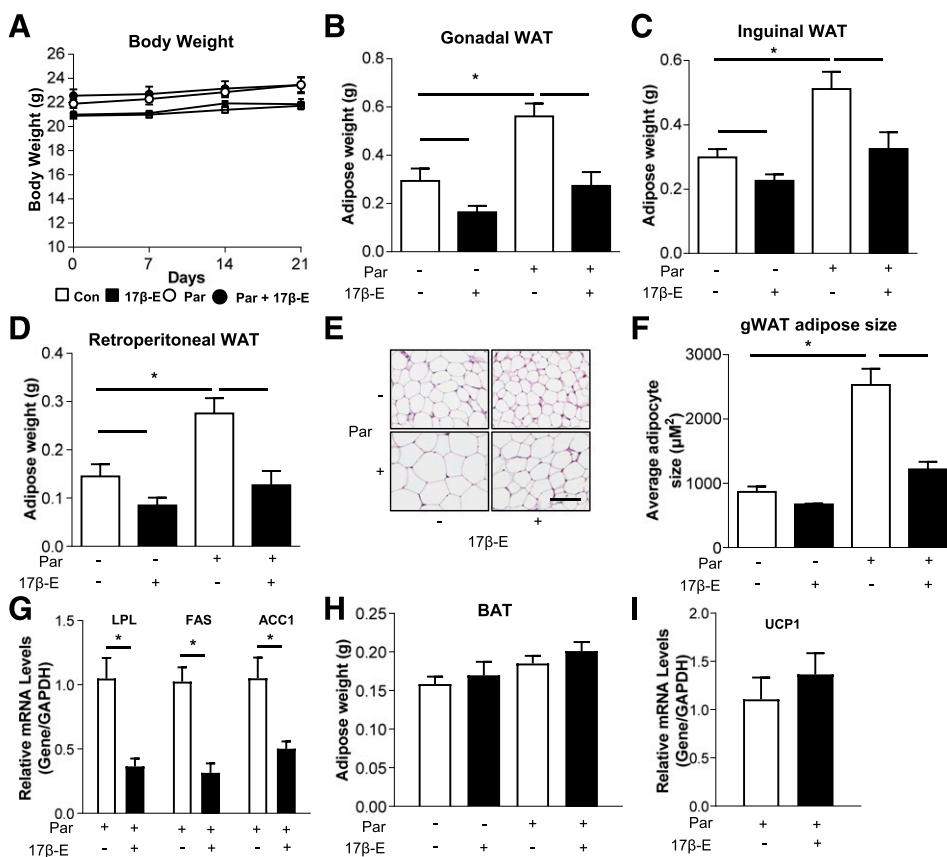 A
Body Weight
Body Weight (g)
26
24
22
20
18
16
14
12
10
0 7 14 21
Days
Con 17β-E Par Par + 17β-E
B
Gonadal WAT
Adipose weight (g)
0.8
0.6
0.4
0.2
0.0
*
Par - - + +
17β-E - + - +
C
Inguinal WAT
Adipose weight (g)
0.6
0.4
0.2
0.0
*
Par - - + +
17β-E - + - +
D
Retroperitoneal WAT
Adipose weight (g)
0.4
0.3
0.2
0.1
0.0
*
Par - - + +
17β-E - + - +
E
Par
-
+
- +
17β-E
F
gWAT adipose size
Average adipocyte
size (µM²)
3000
2000
1000
0
*
Par - - + +
17β-E - + - +
G
Relative mRNA Levels
(Gene/GAPDH)
1.5
1.0
0.5
0.0
LPL FAS ACC1
* * *
Par + + + + + +
17β-E - + - + - +
H
BAT
Adipose weight (g)
0.25
0.20
0.15
0.10
0.05
0.00
Par - - + +
17β-E - + - +
I
UCP1
Relative mRNA Levels
(Gene/GAPDH)
2.0
1.5
1.0
0.5
0.0
Par + +
17β-E - +